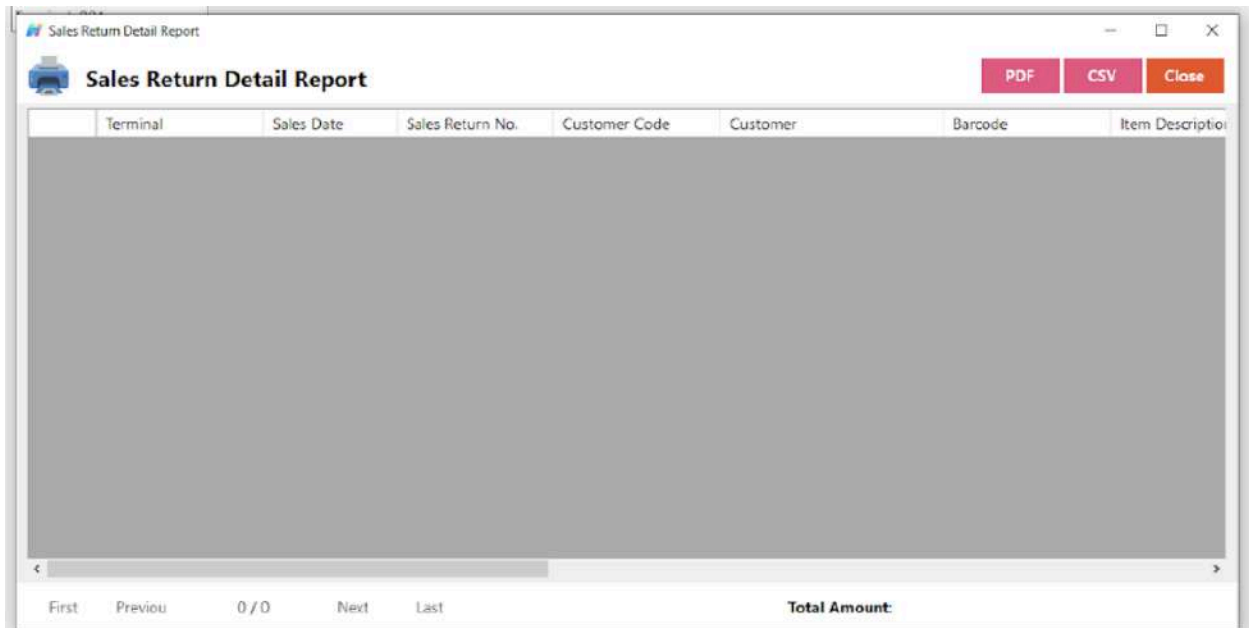 Sales Return Detail Report
Sales Return Detail Report PDF CSV Close
Terminal Sales Date Sales Return No. Customer Code Customer Barcode Item Description
First Previou 0 / 0 Next Last Total Amount: